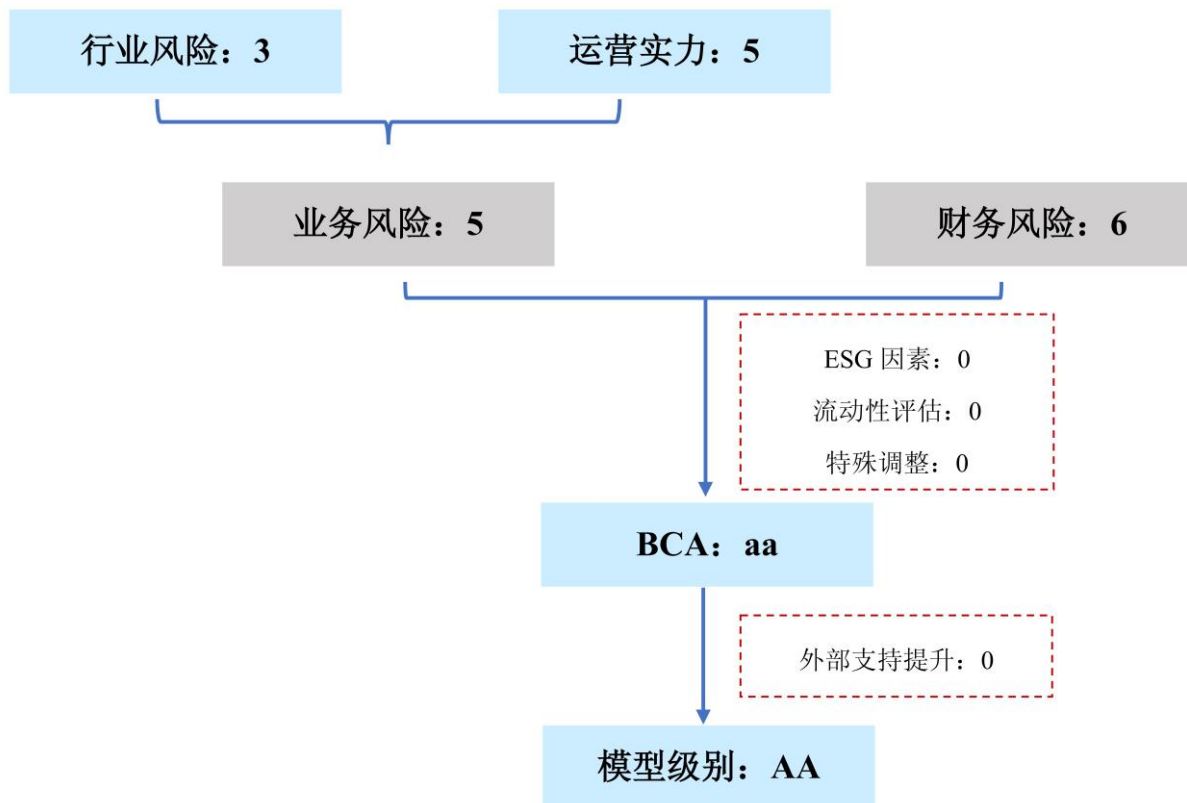 行业风险：3
运营实力：5
业务风险：5
财务风险：6
ESG 因素：0
流动性评估：0
特殊调整：0
BCA：aa
外部支持提升：0
模型级别：AA